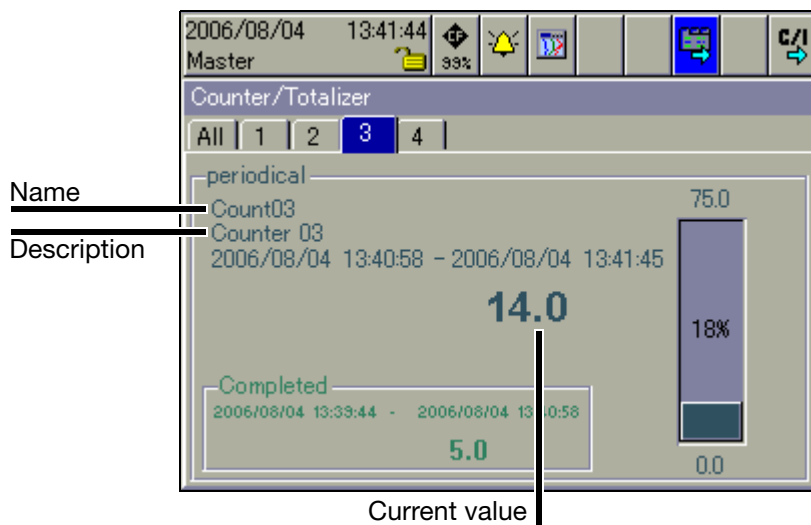 2006/08/04 13:41:44
Master
CF
99%
C/I
Counter/Totalizer
All 1 2 3 4
periodical
Name
Count03
75.0
Description
Counter 03
2006/08/04 13:40:58 - 2006/08/04 13:41:45
14.0
18%
Completed
2006/08/04 13:39:44 - 2006/08/04 13:40:58
5.0
0.0
Current value